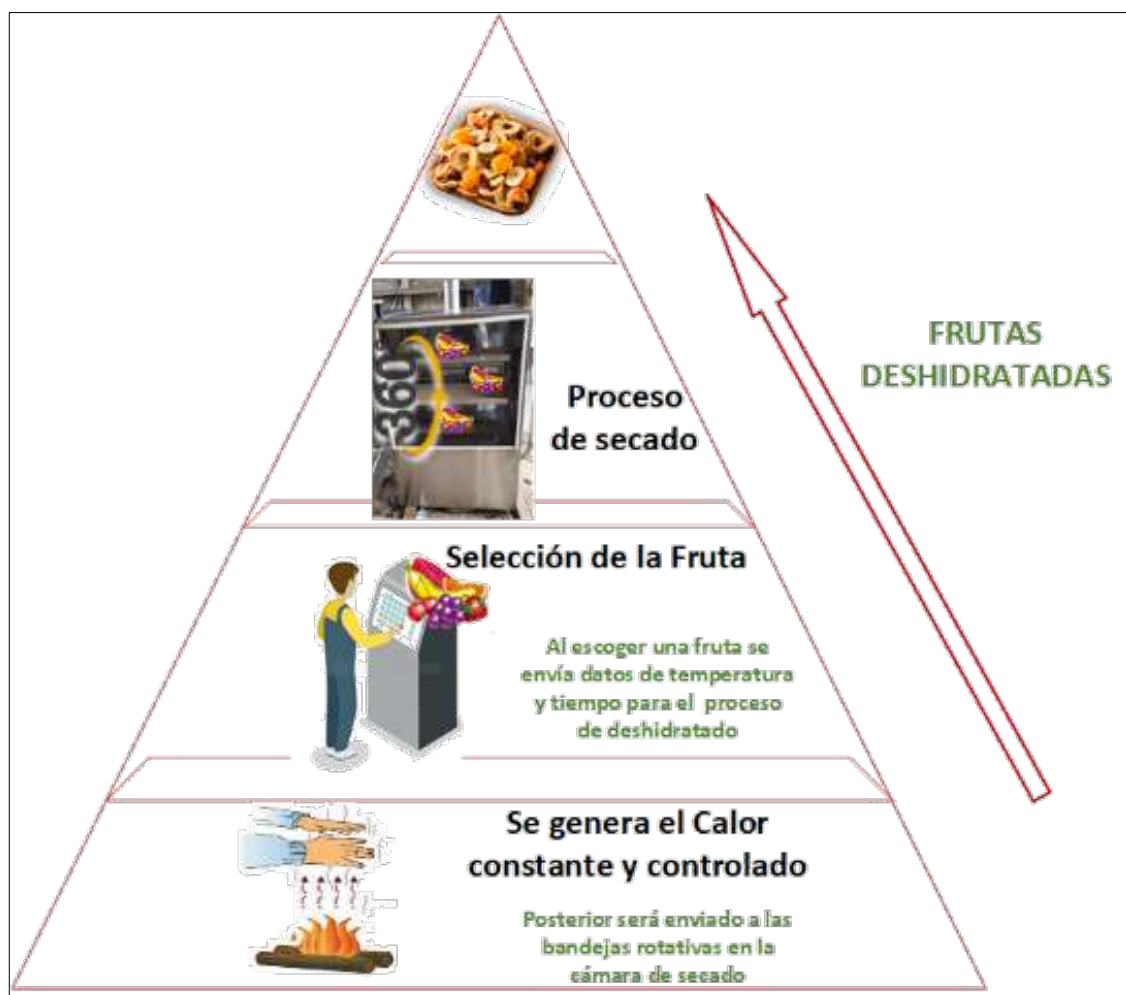 FRUTAS
DESHIDRATADAS
360°
Proceso
de secado
Selección de la Fruta
Al escoger una fruta se
envía datos de temperatura
y tiempo para el proceso
de deshidratado
Se genera el Calor
constante y controlado
Posterior será enviado a las
bandejas rotativas en la
cámara de secado